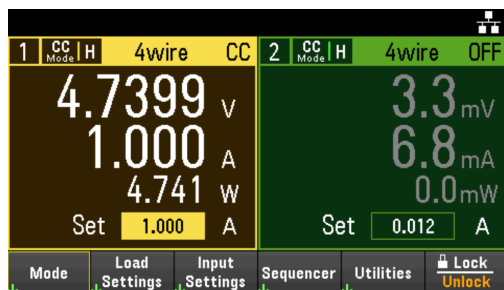 1 CC Mode H 4wire CC
4.7399 V
1.000 A
4.741 W
Set 1.000 A
2 CC Mode H 4wire OFF
3.3 mV
6.8 mA
0.0 mW
Set 0.012 A
Mode
Load Settings
Input Settings
Sequencer
Utilities
Lock
Unlock